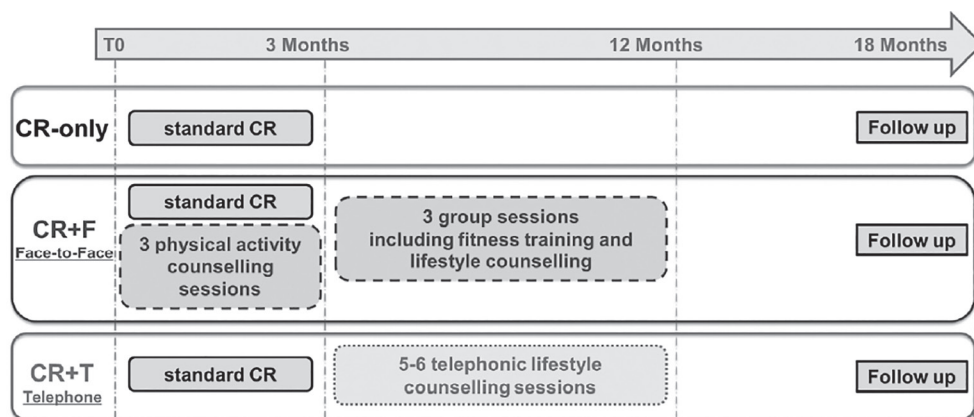 T0 3 Months 12 Months 18 Months
CR-only
standard CR
Follow up
CR+F
Face-to-Face
standard CR
3 physical activity
counselling
sessions
3 group sessions
including fitness training and
lifestyle counselling
Follow up
CR+T
Telephone
standard CR
5-6 telephonic lifestyle
counselling sessions
Follow up